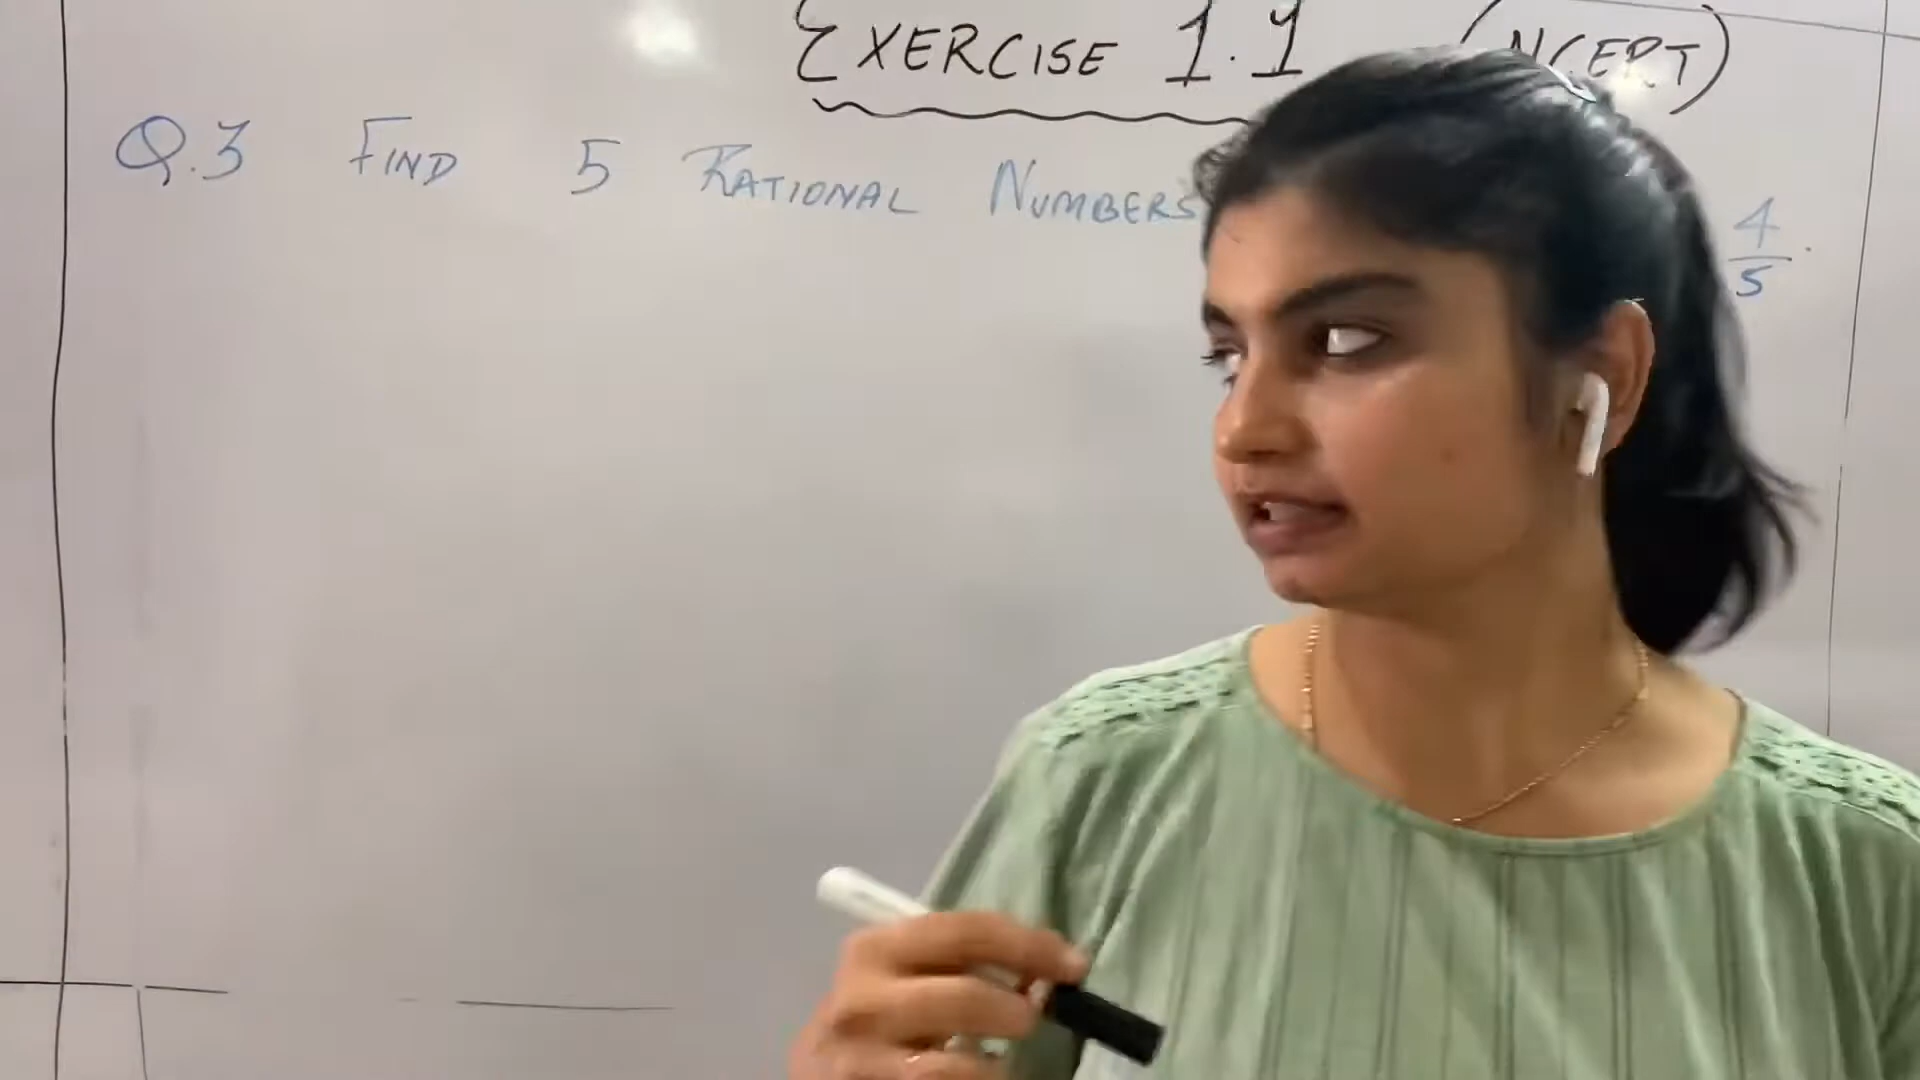 EXERCISE 1.1 (NCERT)
Q.3 FIND 5 RATIONAL NUMBERS 4/5.